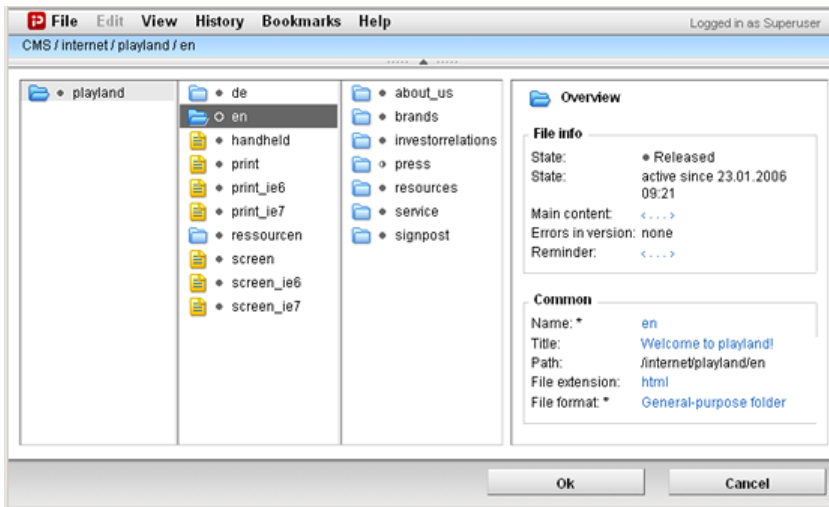 File Edit View History Bookmarks Help Logged in as Superuser
CMS / internet / playland / en
playland
de
en
handheld
print
print_ie6
print_ie7
ressourcen
screen
screen_ie6
screen_ie7
about_us
brands
investorrelations
press
resources
service
signpost
Overview
File info
State: Released
State: active since 23.01.2006
09:21
Main content: <...>
Errors in version: none
Reminder: <...>
Common
Name: * en
Title: Welcome to playland!
Path: /internet/playland/en
File extension: html
File format: * General-purpose folder
Ok Cancel